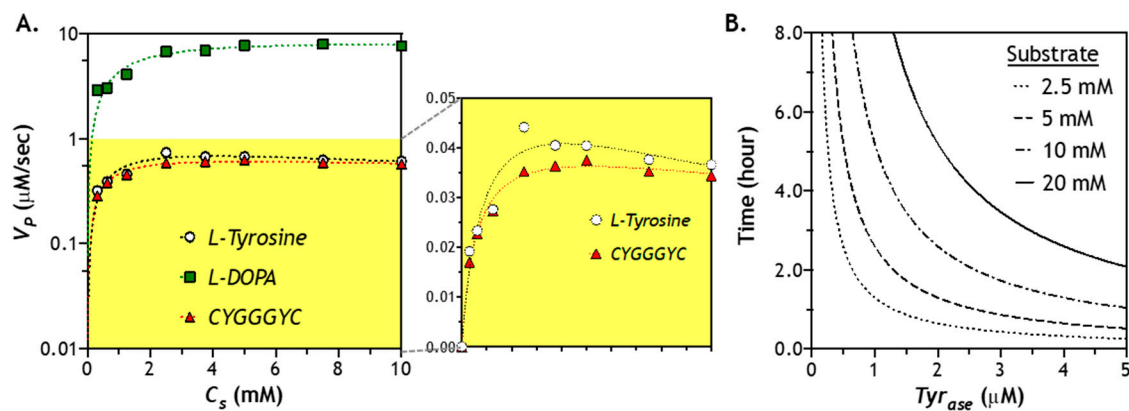 A.
10
1
0.1
0.01
V_P (μM/sec)
L-Tyrosine
L-DOPA
CYGGGYC
0 2 4 6 8 10
C_s (mM)
0.05
0.04
0.03
0.02
0.01
0.00
L-Tyrosine
CYGGGYC
B.
8.0
6.0
4.0
2.0
0.0
Time (hour)
Substrate
2.5 mM
5 mM
10 mM
20 mM
0 1 2 3 4 5
Tyr_ase (μM)